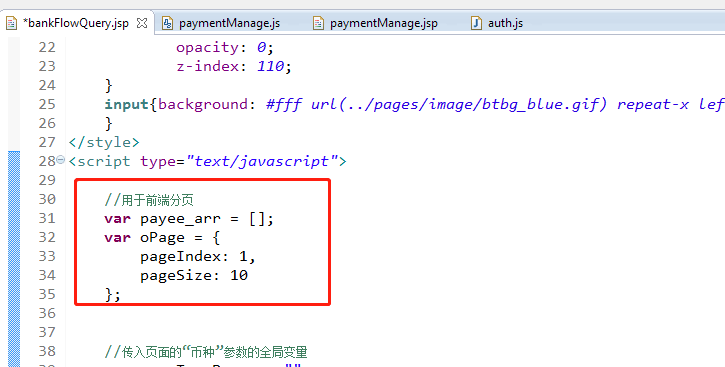 *bankFlowQuery.jsp paymentManage.js paymentManage.jsp auth.js
22 opacity: 0;
23 z-index: 110;
24 }
25 input{background: #fff url(../pages/image/btbg_blue.gif) repeat-x lef
26 }
27 </style>
28 <script type="text/javascript">
29
30 //用于前端分页
31 var payee_arr = [];
32 var oPage = {
33 pageIndex: 1,
34 pageSize: 10
35 };
36
37
38 //传入页面的“币种”参数的全局变量